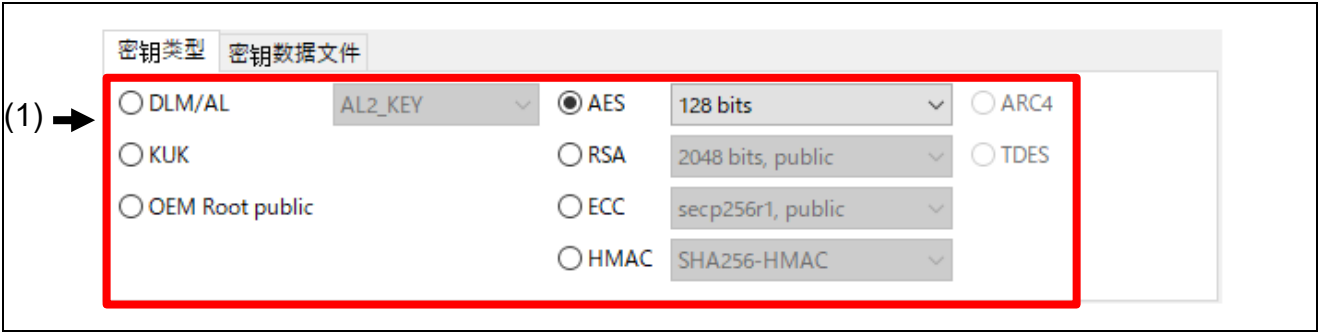 密钥类型 密钥数据文件
(1) DLM/AL AL2_KEY AES 128 bits ARC4
KUK RSA 2048 bits, public TDES
OEM Root public ECC secp256r1, public
HMAC SHA256-HMAC